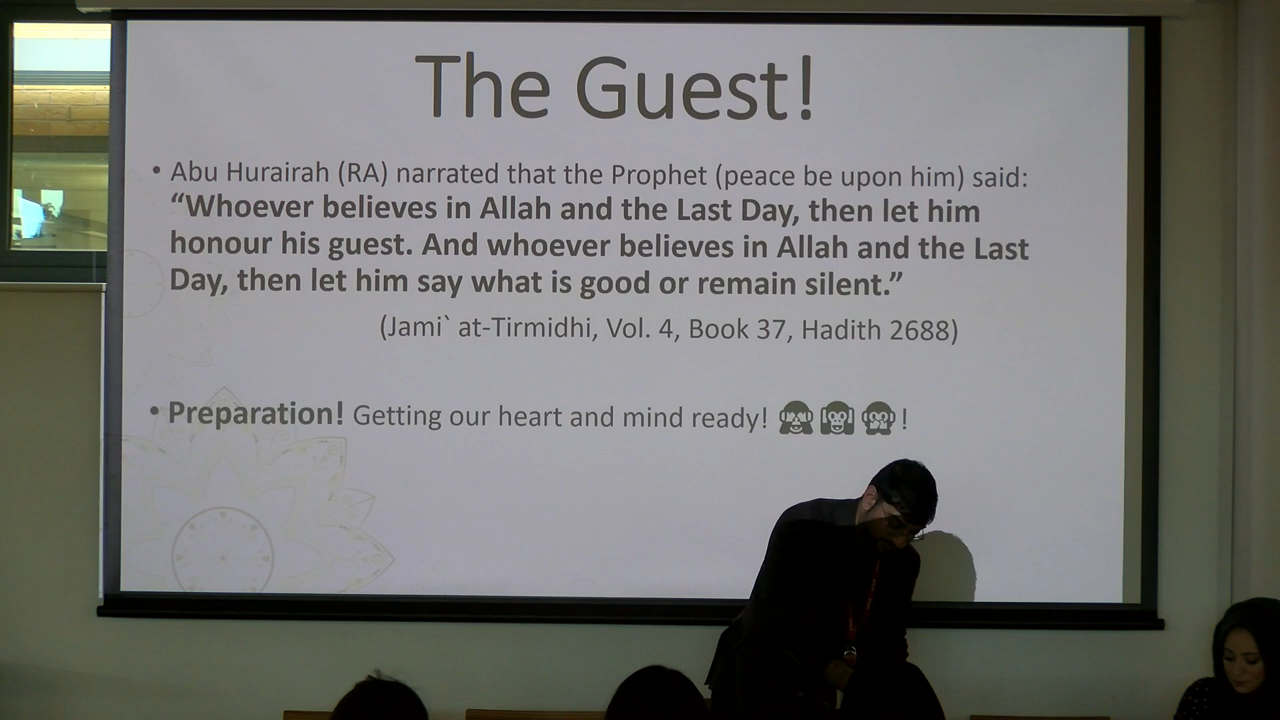 The Guest!
• Abu Hurairah (RA) narrated that the Prophet (peace be upon him) said:
“Whoever believes in Allah and the Last Day, then let him
honour his guest. And whoever believes in Allah and the Last
Day, then let him say what is good or remain silent.”
(Jami` at-Tirmidhi, Vol. 4, Book 37, Hadith 2688)
• Preparation! Getting our heart and mind ready! 🙈🙉🙊!